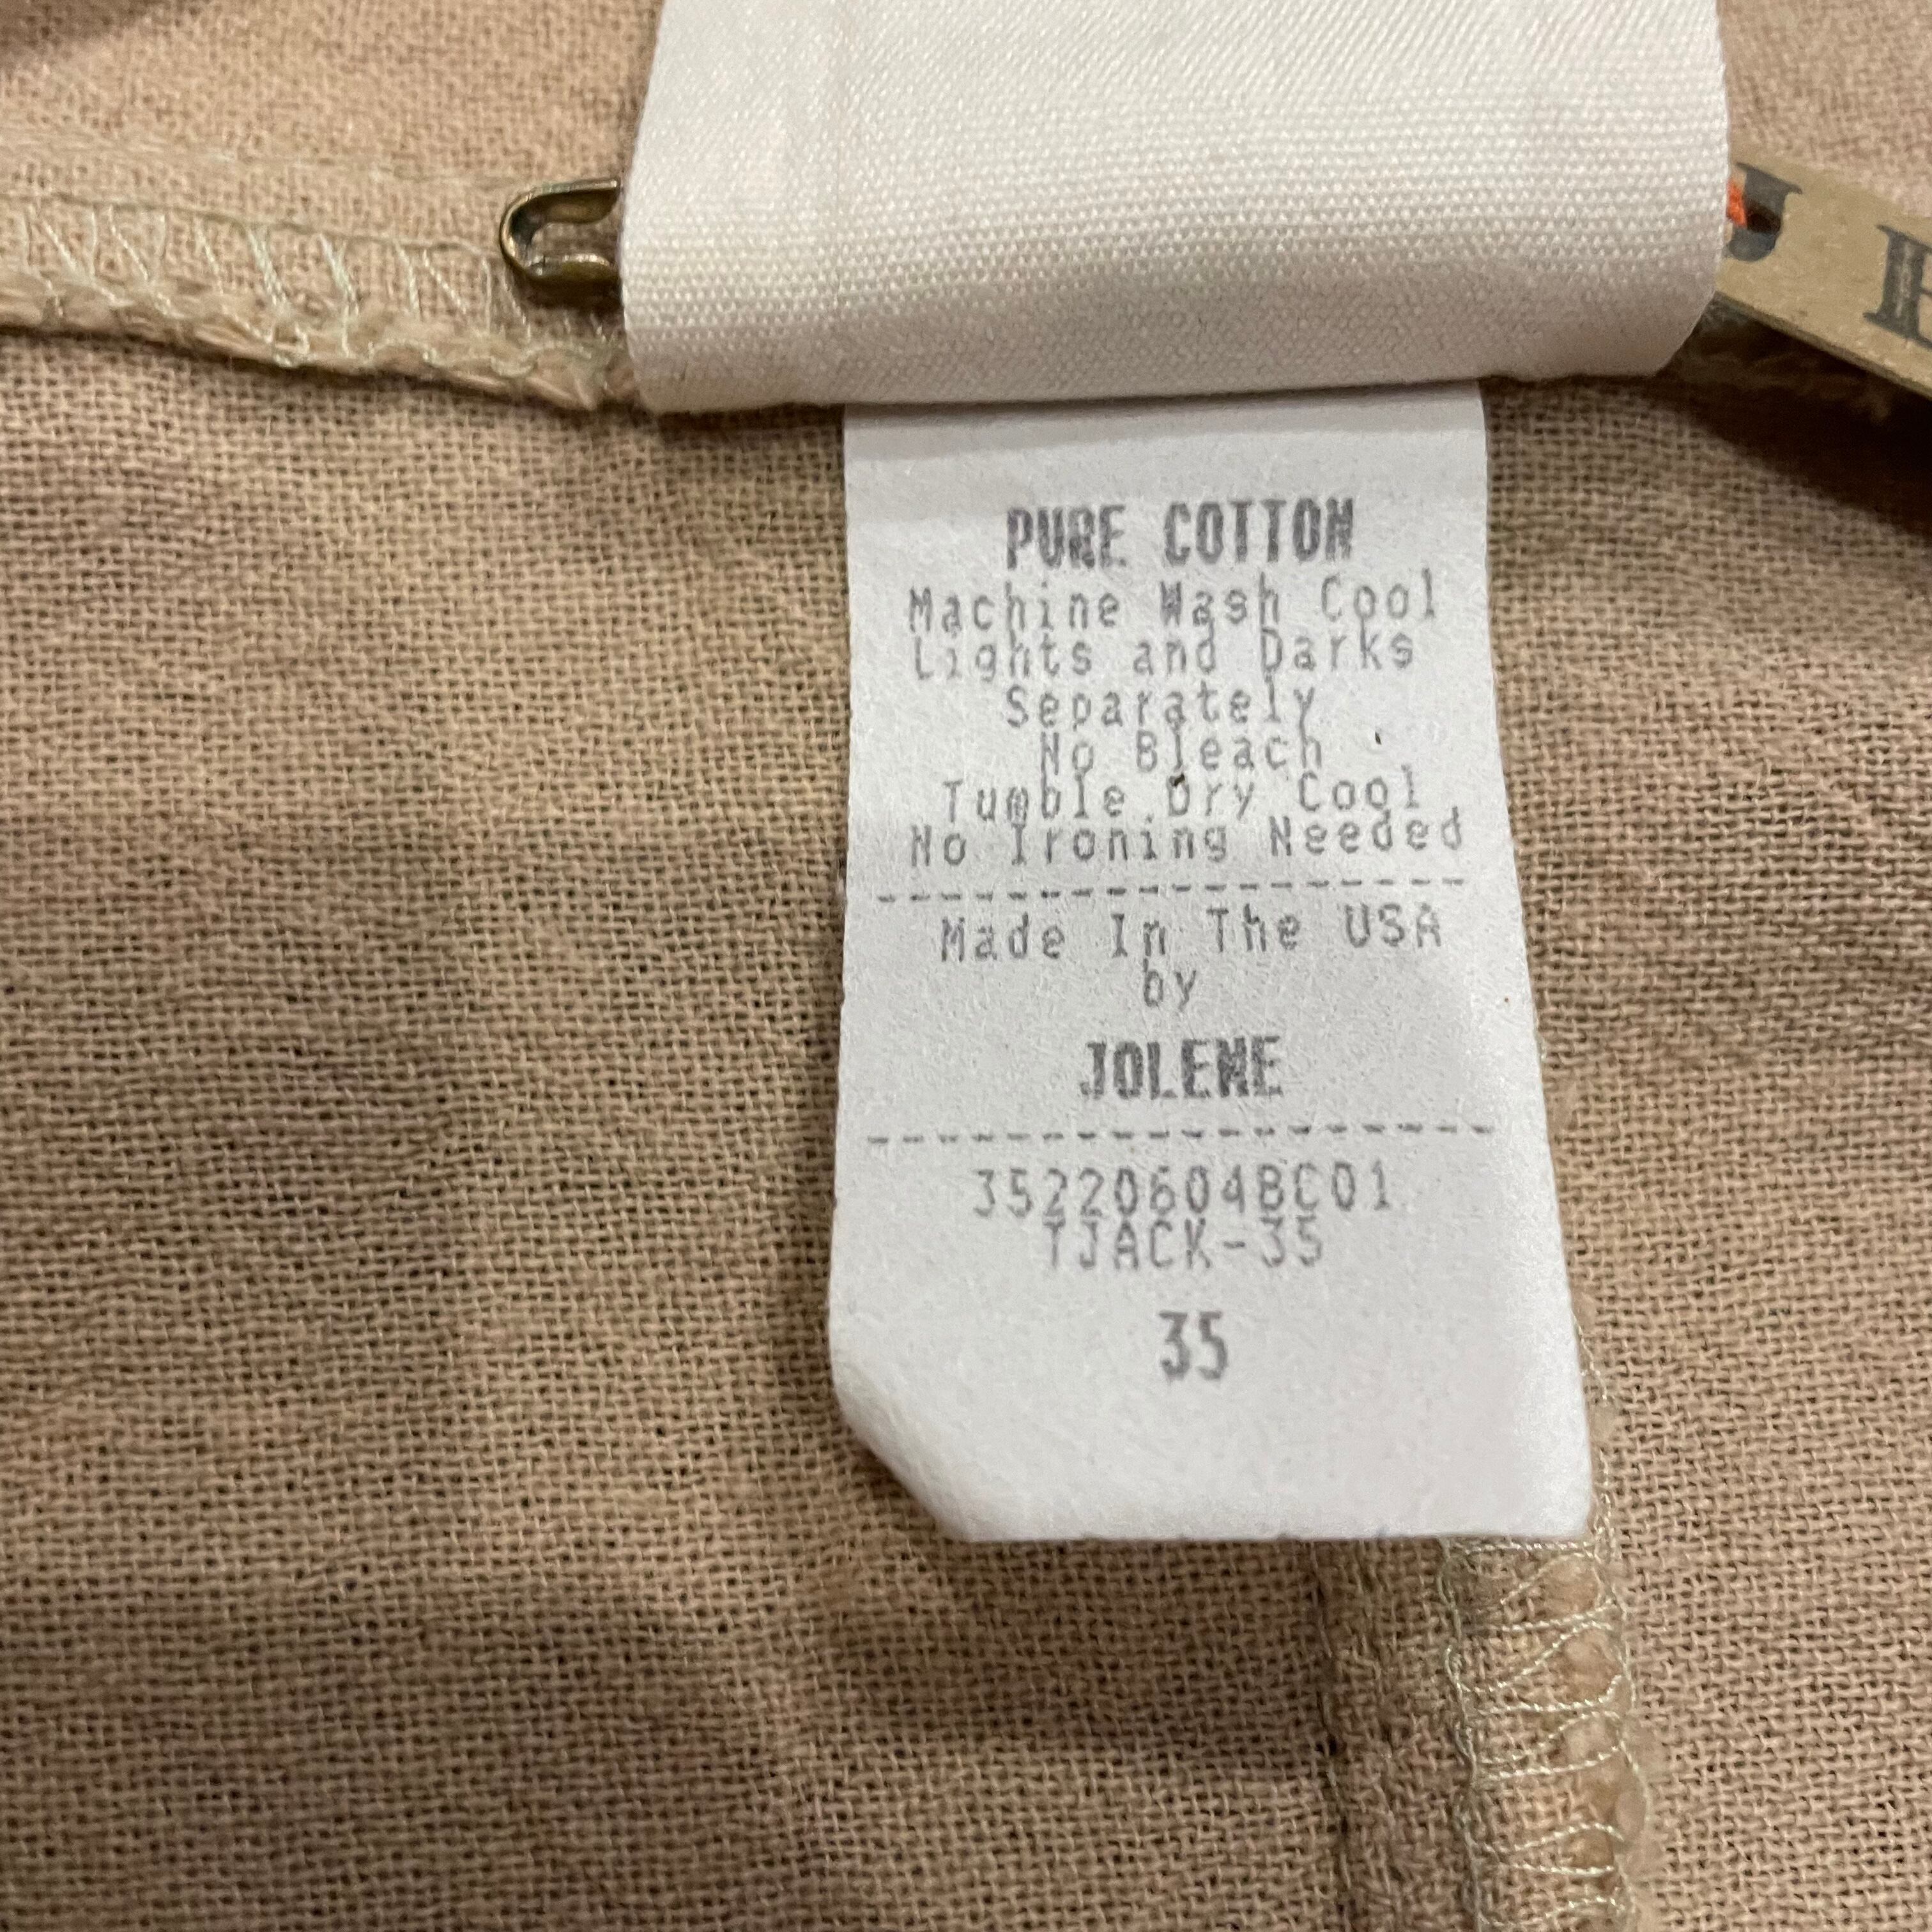 PURE COTTON
Machine Wash Cool
Lights and Darks
Separately
No Bleach
Tumble Dry Cool
No Ironing Needed
Made In The USA
by
JOLENE
35220604BC01
TJACK-35
35